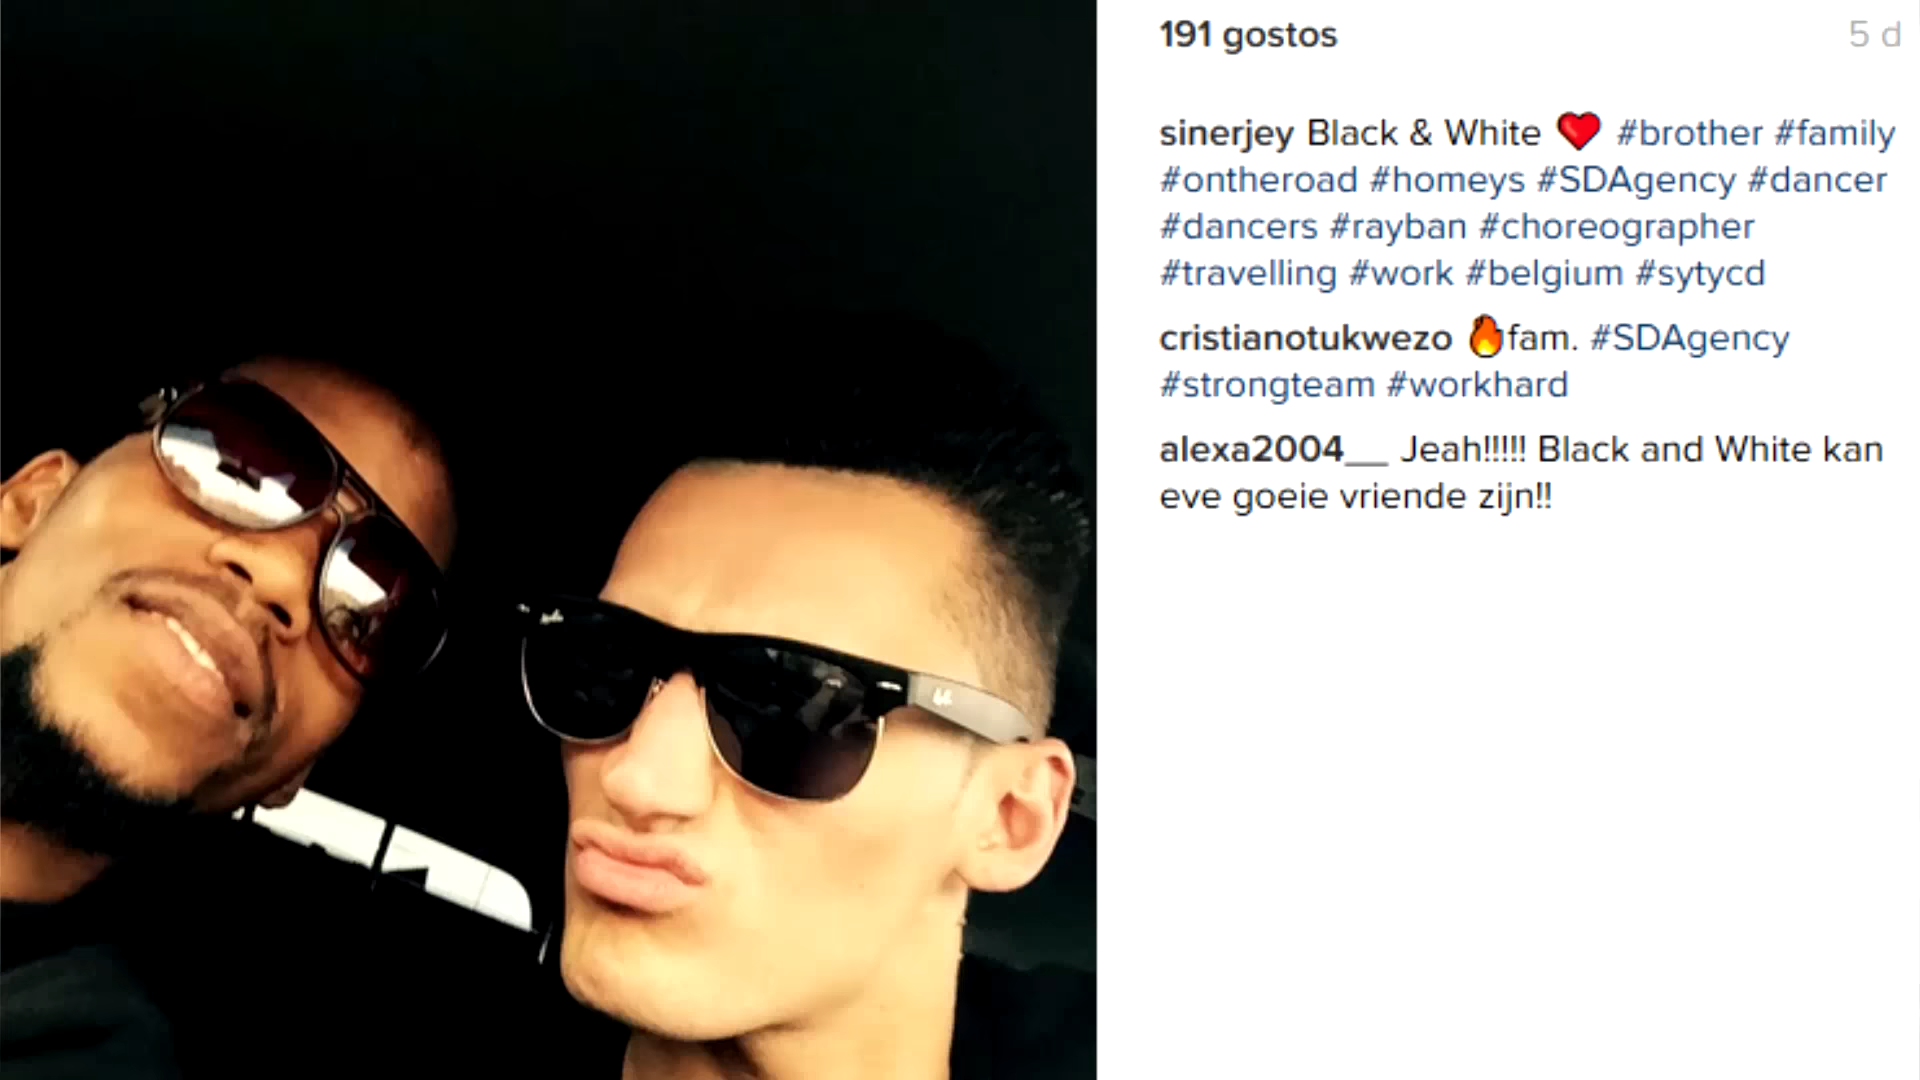 191 gostos 5 d
sinerjey Black & White ❤️ #brother #family
#ontheroad #homeys #SDAgency #dancer
#dancers #rayban #choreographer
#travelling #work #belgium #sytycd
cristianotukwezo 🔥fam. #SDAgency
#strongteam #workhard
alexa2004__ Jeah!!!!! Black and White kan
eve goeie vriende zijn!!